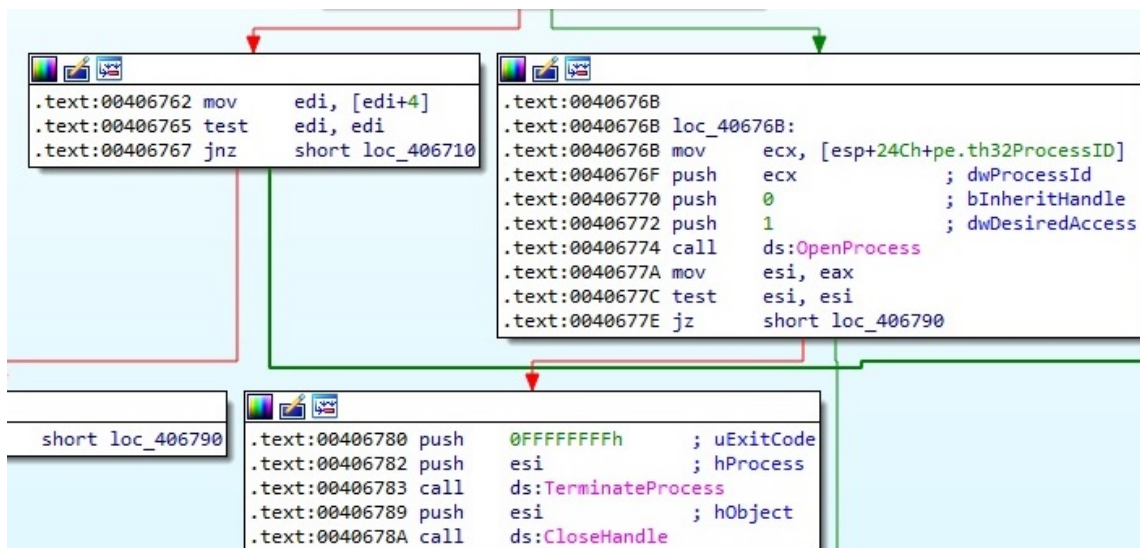 .text:00406762 mov edi, [edi+4]
.text:00406765 test edi, edi
.text:00406767 jnz short loc_406710
.text:0040676B
.text:0040676B loc_40676B:
.text:0040676B mov ecx, [esp+24Ch+pe.th32ProcessID]
.text:0040676F push ecx ; dwProcessId
.text:00406770 push 0 ; bInheritHandle
.text:00406772 push 1 ; dwDesiredAccess
.text:00406774 call ds:OpenProcess
.text:0040677A mov esi, eax
.text:0040677C test esi, esi
.text:0040677E jz short loc_406790
short loc_406790
.text:00406780 push 0FFFFFFFFh ; uExitCode
.text:00406782 push esi ; hProcess
.text:00406783 call ds:TerminateProcess
.text:00406789 push esi ; hObject
.text:0040678A call ds:CloseHandle